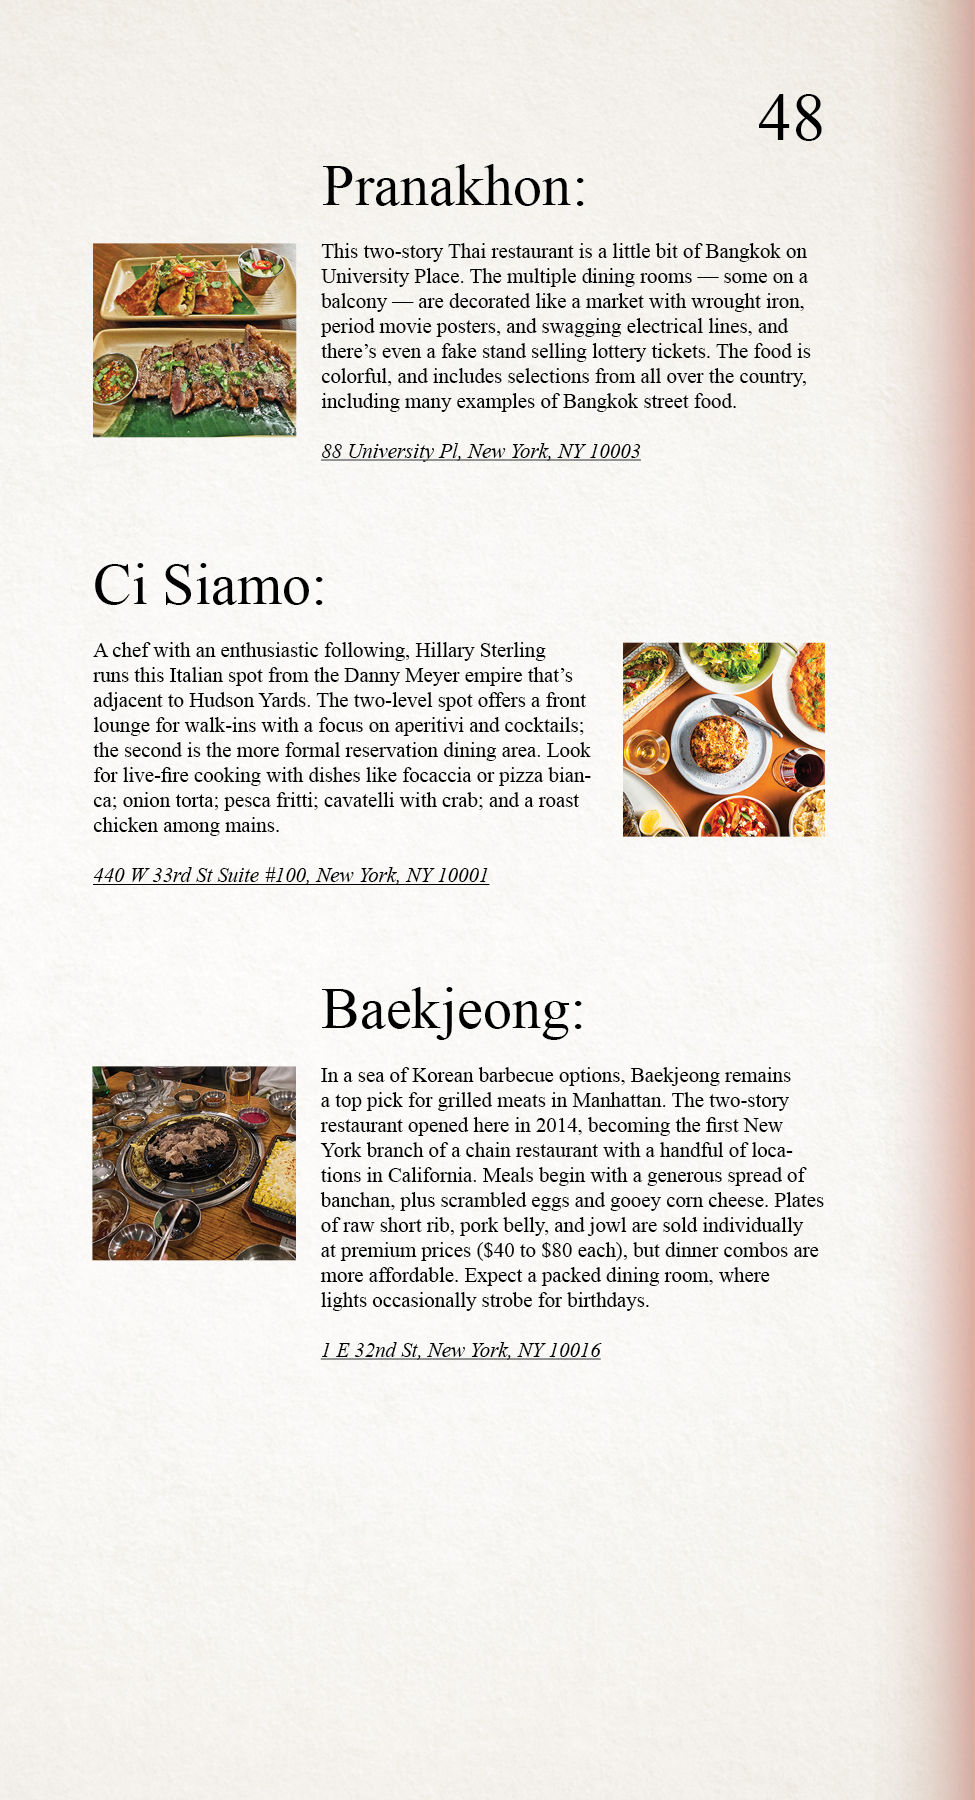 48
Pranakhon:
This two-story Thai restaurant is a little bit of Bangkok on
University Place. The multiple dining rooms — some on a
balcony — are decorated like a market with wrought iron,
period movie posters, and swagging electrical lines, and
there’s even a fake stand selling lottery tickets. The food is
colorful, and includes selections from all over the country,
including many examples of Bangkok street food.
88 University Pl, New York, NY 10003
Ci Siamo:
A chef with an enthusiastic following, Hillary Sterling
runs this Italian spot from the Danny Meyer empire that’s
adjacent to Hudson Yards. The two-level spot offers a front
lounge for walk-ins with a focus on aperitivi and cocktails;
the second is the more formal reservation dining area. Look
for live-fire cooking with dishes like focaccia or pizza bian-
ca; onion torta; pesca fritti; cavatelli with crab; and a roast
chicken among mains.
440 W 33rd St Suite #100, New York, NY 10001
Baekjeong:
In a sea of Korean barbecue options, Baekjeong remains
a top pick for grilled meats in Manhattan. The two-story
restaurant opened here in 2014, becoming the first New
York branch of a chain restaurant with a handful of loca-
tions in California. Meals begin with a generous spread of
banchan, plus scrambled eggs and gooey corn cheese. Plates
of raw short rib, pork belly, and jowl are sold individually
at premium prices ($40 to $80 each), but dinner combos are
more affordable. Expect a packed dining room, where
lights occasionally strobe for birthdays.
1 E 32nd St, New York, NY 10016